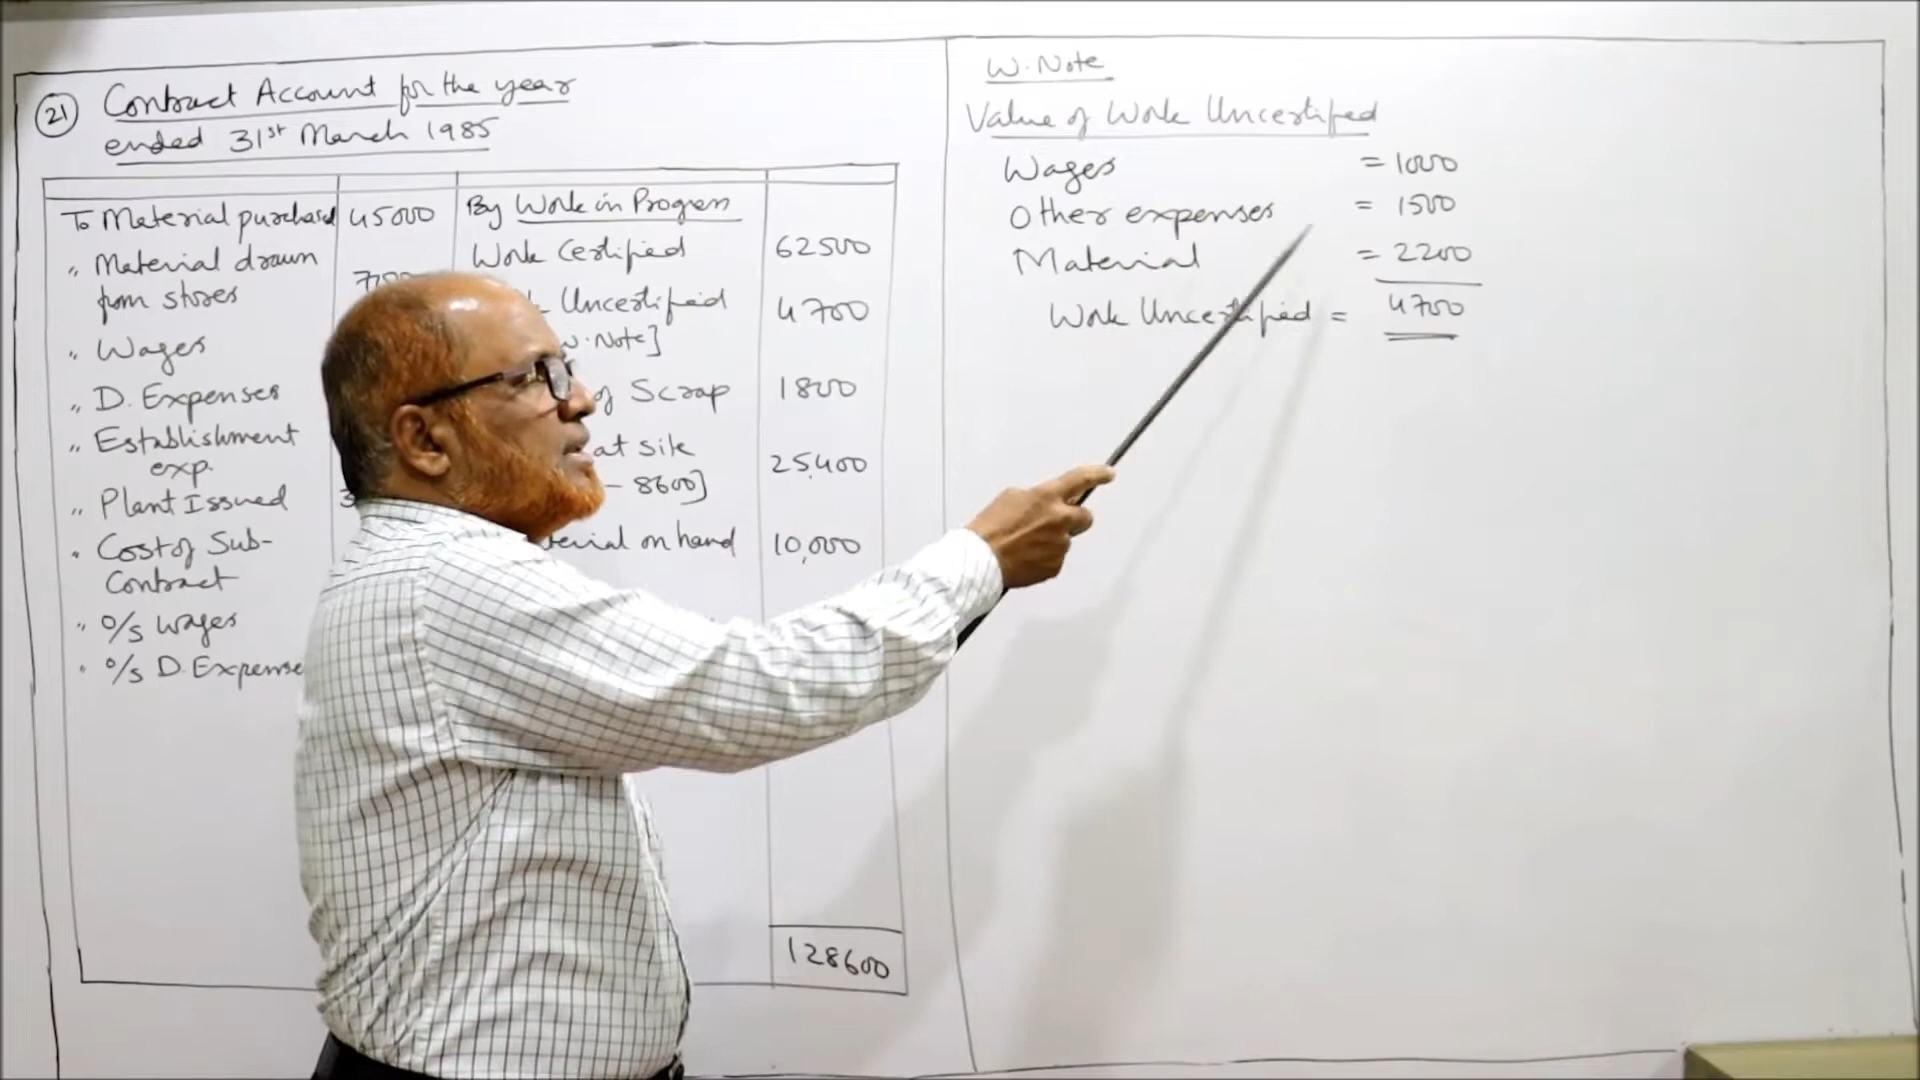 21 Contract Account for the year
ended 31st March 1985
To Material purchased 45000
" Material drawn
from stores
" Wages
" D. Expenses
" Establishment
exp.
" Plant Issued
" Cost of Sub-
Contract
" o/s wages
" o/s D. Expense
By Work in Progress
Work Certified 62500
Uncertified 4700
W. Note]
of Scrap 1800
at site 25,400
- 8600]
on hand 10,000
128600
W. Note
Value of Work Uncertified
Wages = 1000
Other expenses = 1500
Material = 2200
Work Uncertified = 4700